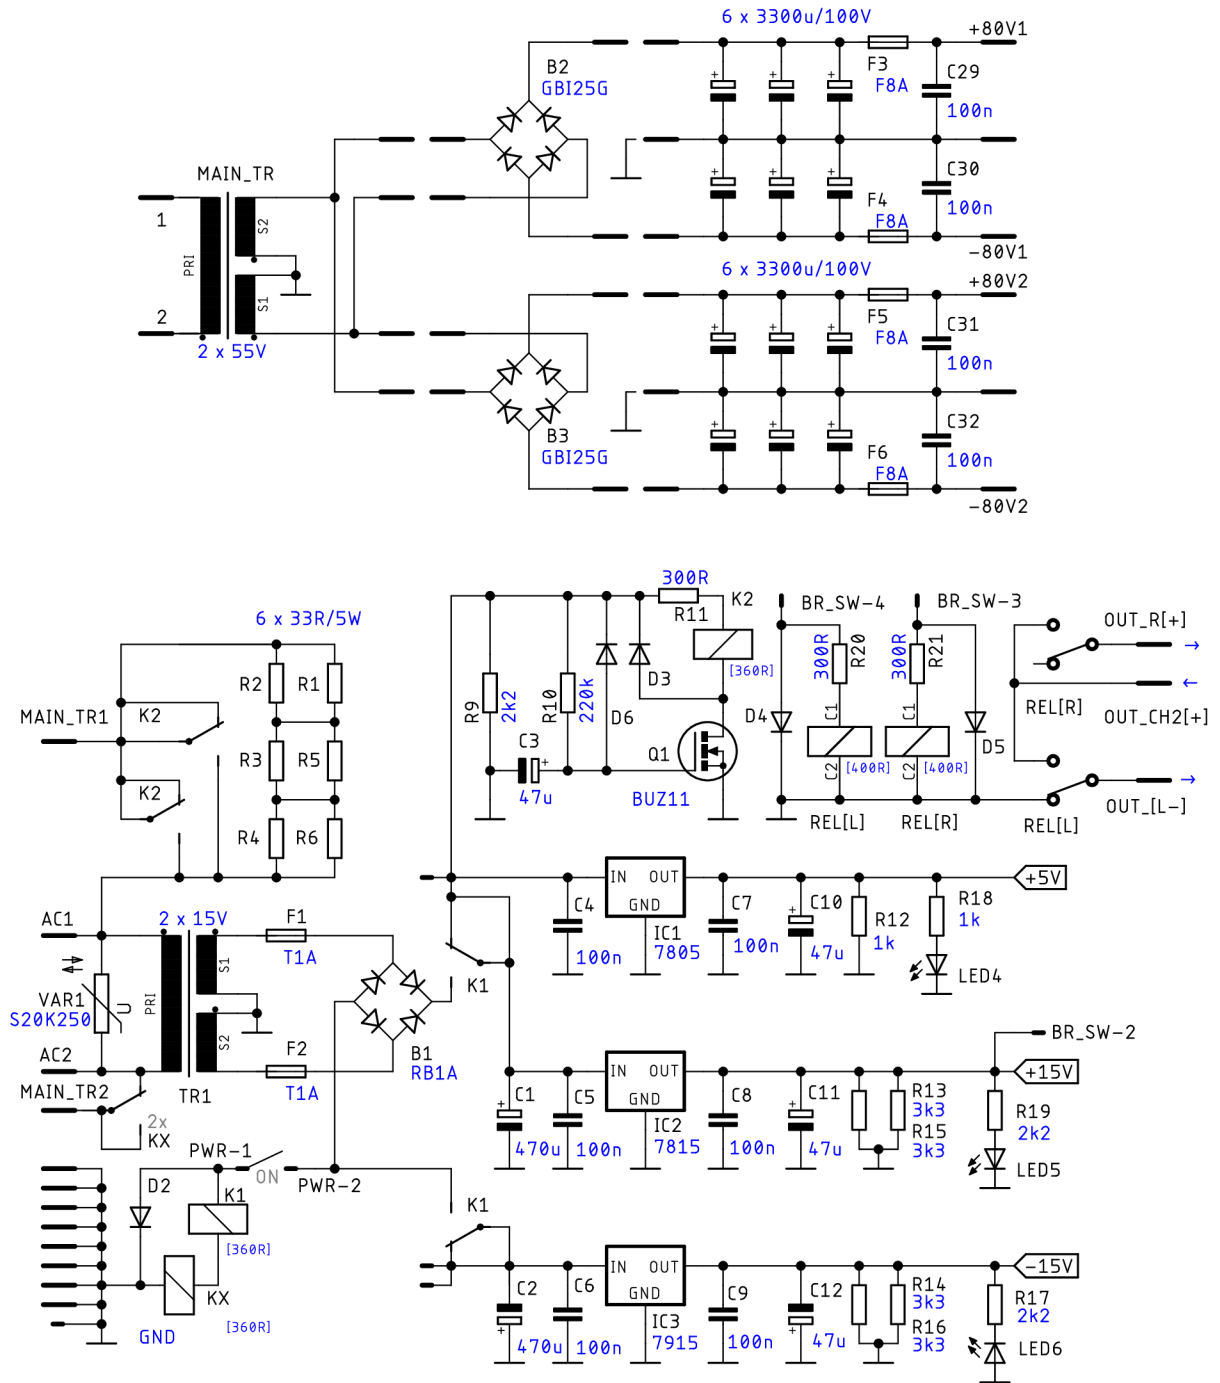 6 x 3300u/100V
+80V1
B2
GBI25G
F3
F8A
C29
100n
MAIN_TR
1
PRI
S2
S1
2
2 x 55V
F4
F8A
C30
100n
-80V1
6 x 3300u/100V
+80V2
F5
F8A
C31
100n
B3
GBI25G
F6
F8A
C32
100n
-80V2
6 x 33R/5W
MAIN_TR1
K2
K2
R2
R1
R3
R5
R4
R6
300R
R11
K2
[360R]
R9
2k2
R10
220k
D6
D3
C3
+
47u
Q1
BUZ11
BR_SW-4
BR_SW-3
300R
R20
300R
R21
D4
C1
C2
[400R]
C1
C2
[400R]
D5
REL[L]
REL[R]
OUT_R[+]
→
←
REL[R]
OUT_CH2[+]
→
REL[L]
OUT_[L-]
AC1
VAR1
S20K250
U
AC2
MAIN_TR2
2x
KX
2 x 15V
PRI
S1
S2
TR1
F1
T1A
F2
T1A
B1
RB1A
K1
C4
100n
IN OUT
GND
IC1
7805
C7
100n
C10
47u
R12
1k
R18
1k
LED4
+5V
BR_SW-2
C1
470u
C5
100n
IN OUT
GND
IC2
7815
C8
100n
C11
47u
R13
3k3
R15
3k3
R19
2k2
LED5
+15V
PWR-1
ON
PWR-2
D2
K1
[360R]
KX
[360R]
GND
K1
C2
470u
C6
100n
IN OUT
GND
IC3
7915
C9
100n
C12
47u
R14
3k3
R16
3k3
R17
2k2
LED6
-15V